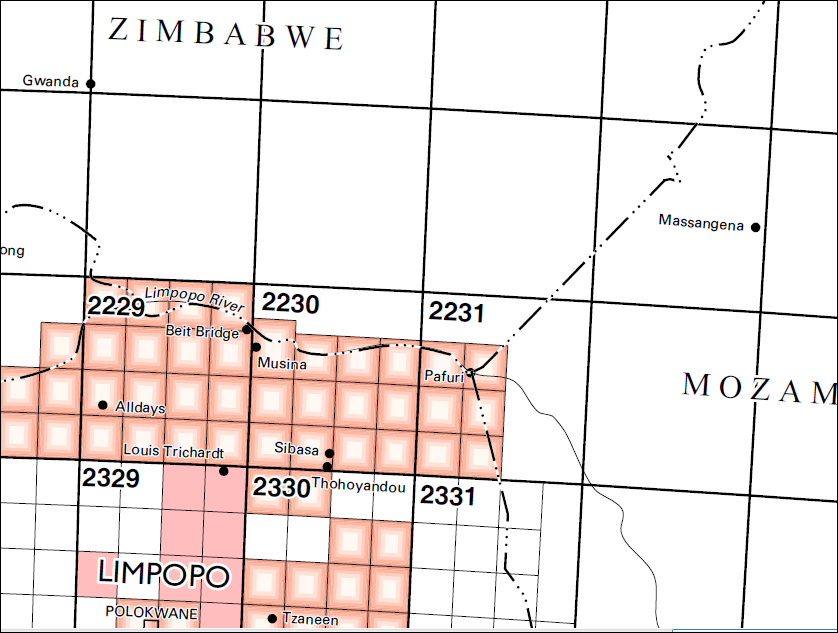 ZIMBABWE
Gwanda
Massangena
ong
Limpopo River
2229
2230
2231
Beit Bridge
Musina
Pafuri
MOZAM
Alldays
Louis Trichardt
Sibasa
2329
2330
Thohoyandou
2331
LIMPOPO
POLOKWANE
Tzaneen